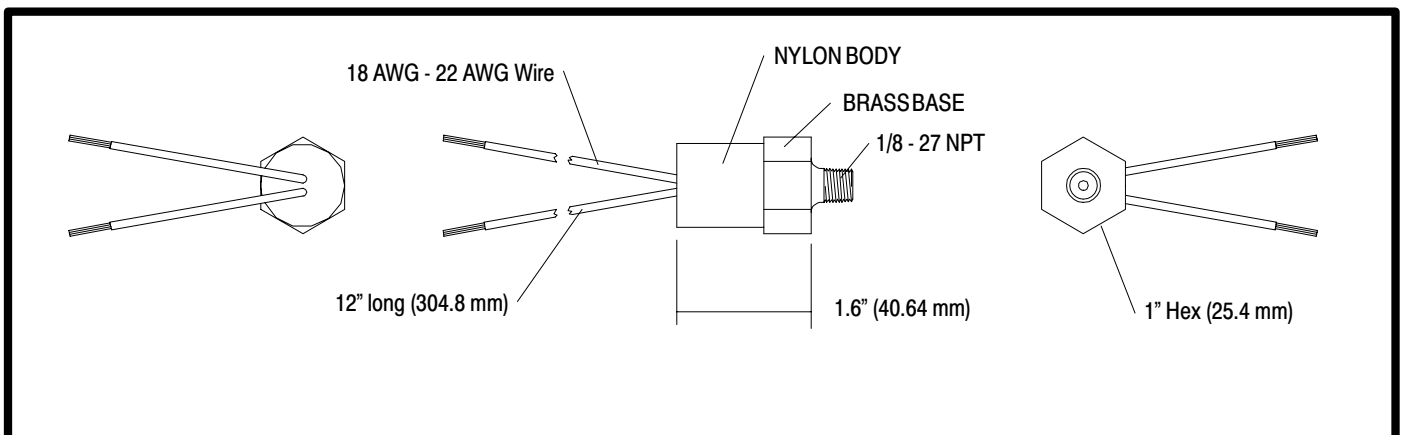 NYLON BODY
18 AWG - 22 AWG Wire
BRASS BASE
1/8 - 27 NPT
12” long (304.8 mm)
1.6” (40.64 mm)
1” Hex (25.4 mm)